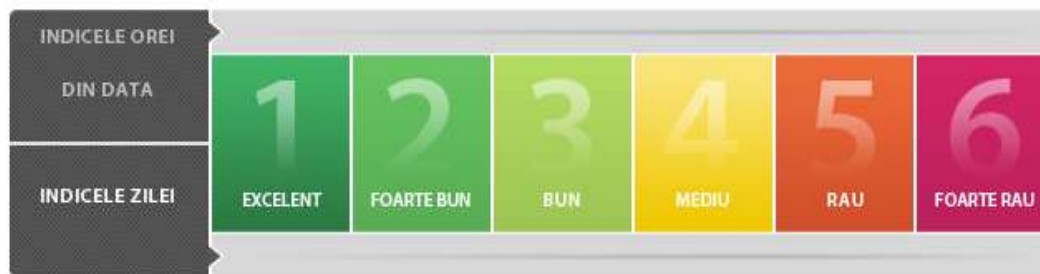 INDICELE OREI
DIN DATA
INDICELE ZILEI
1 2 3 4 5 6
EXCELENT FOARTE BUN BUN MEDIU RAU FOARTE RAU